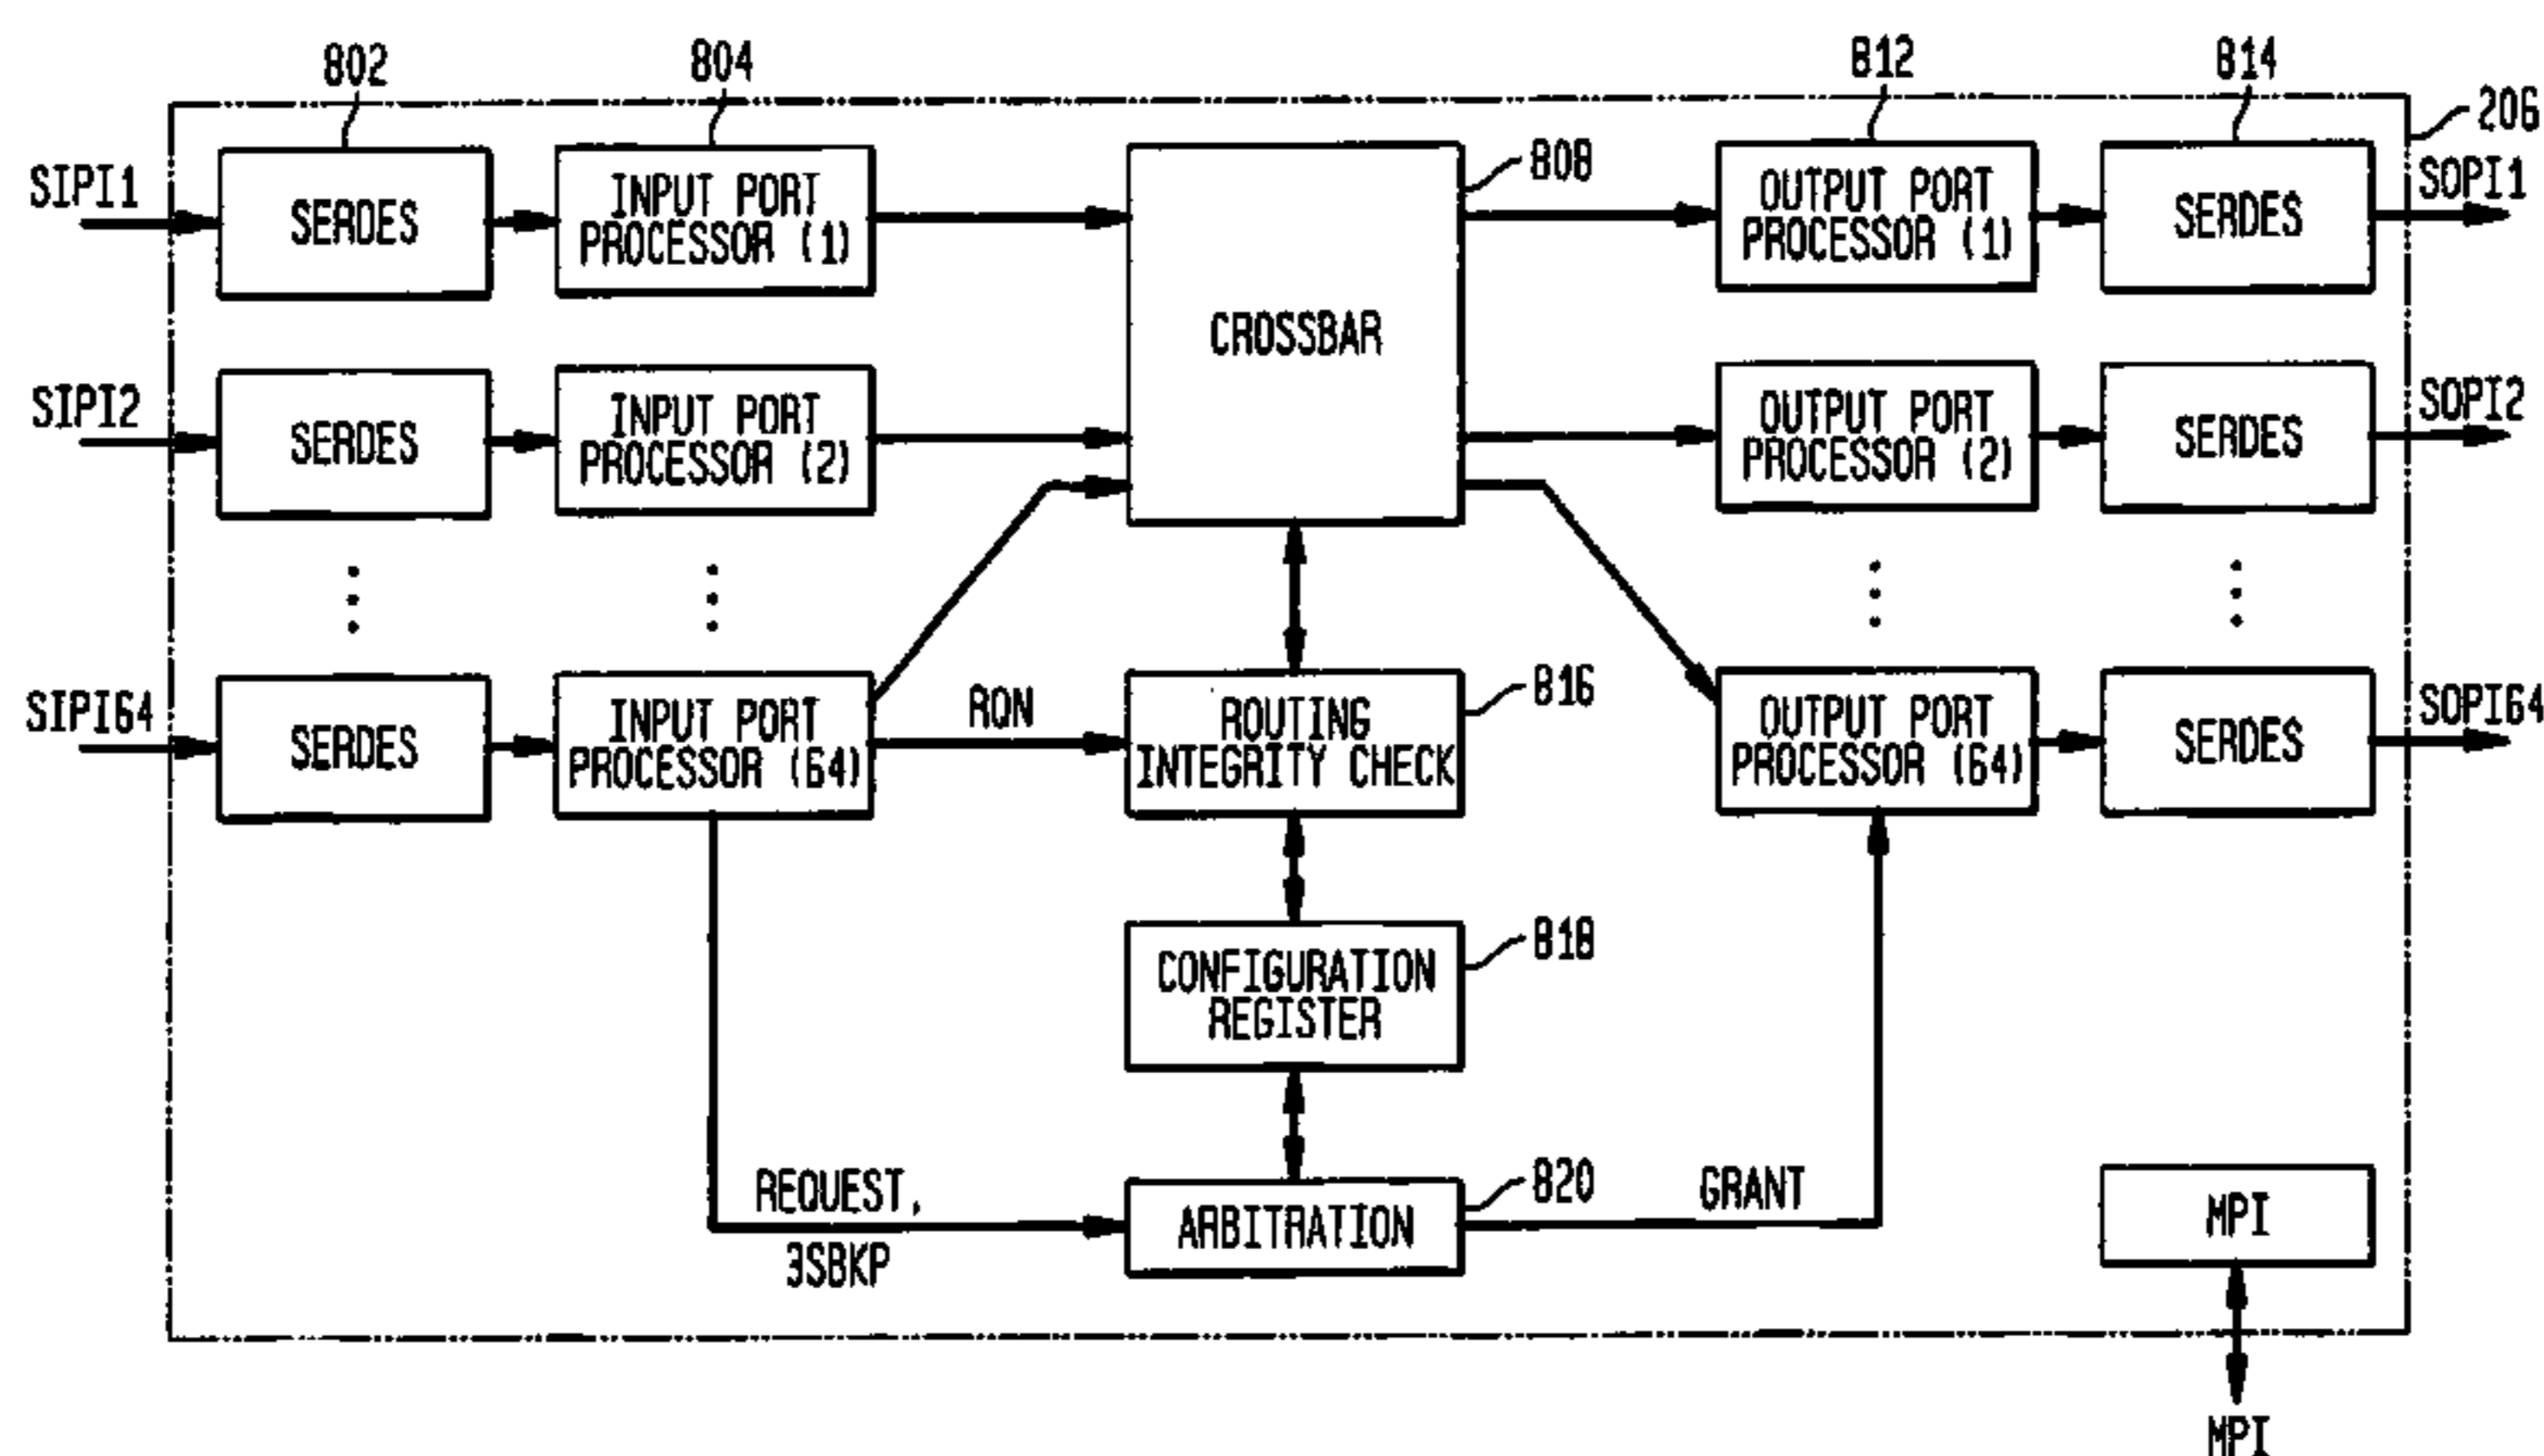 802
804
812
814
206
SIPI1
SERDES
INPUT PORT
PROCESSOR (1)
CROSSBAR
808
OUTPUT PORT
PROCESSOR (1)
SERDES
SOPI1
SIPI2
SERDES
INPUT PORT
PROCESSOR (2)
OUTPUT PORT
PROCESSOR (2)
SERDES
SOPI2
SIPI64
SERDES
INPUT PORT
PROCESSOR (64)
RQN
ROUTING
INTEGRITY CHECK
816
OUTPUT PORT
PROCESSOR (64)
SERDES
SOPI64
CONFIGURATION
REGISTER
818
REQUEST,
3SBKP
ARBITRATION
820
GRANT
MPI
MPI